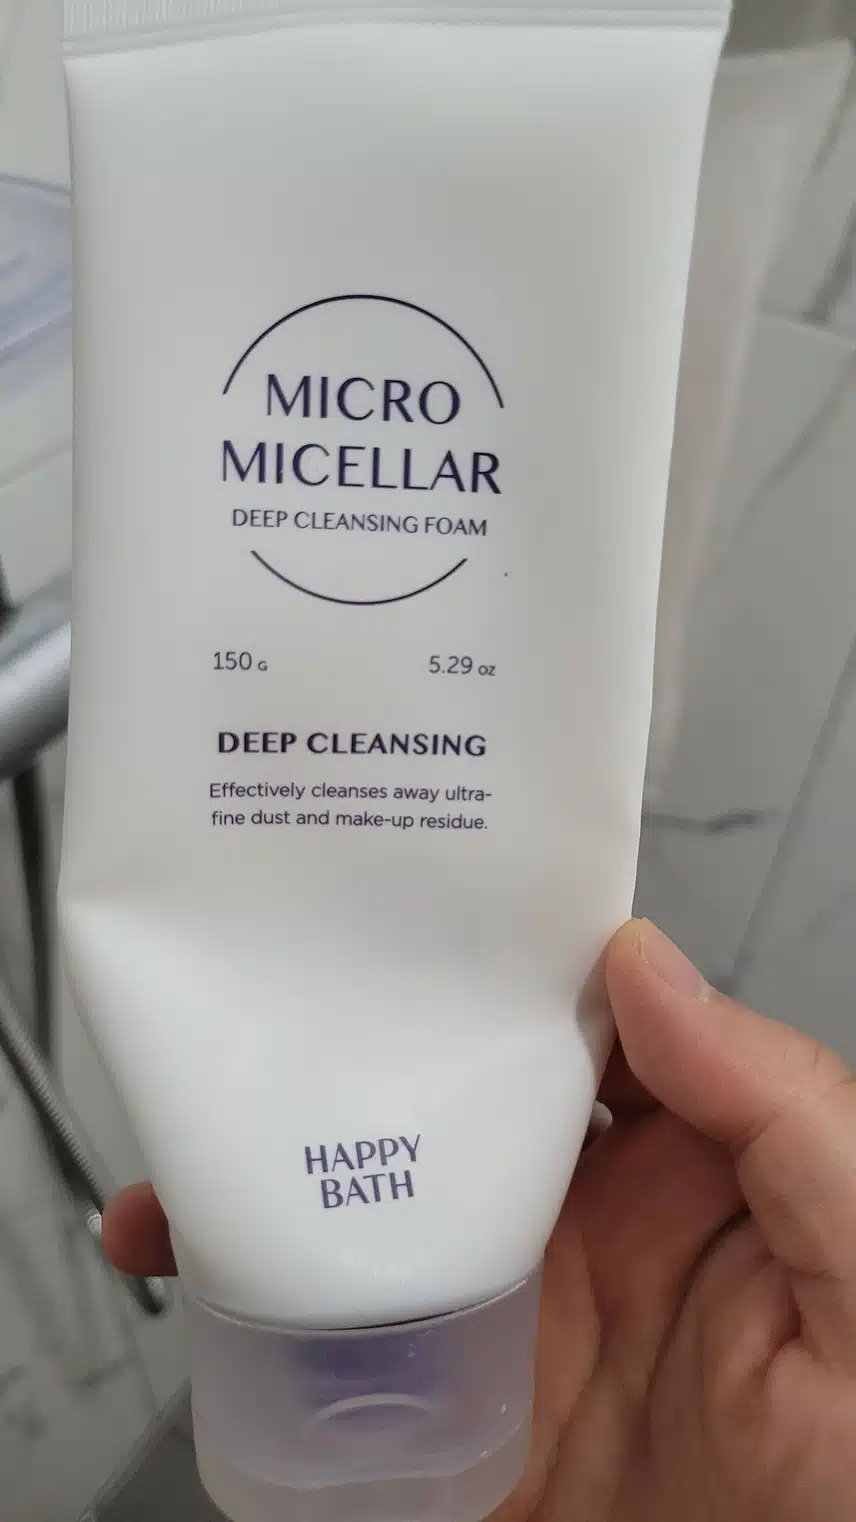 MICRO
MICELLAR
DEEP CLEANSING FOAM
150 G 5.29 oz
DEEP CLEANSING
Effectively cleanses away ultra-
fine dust and make-up residue.
HAPPY
BATH